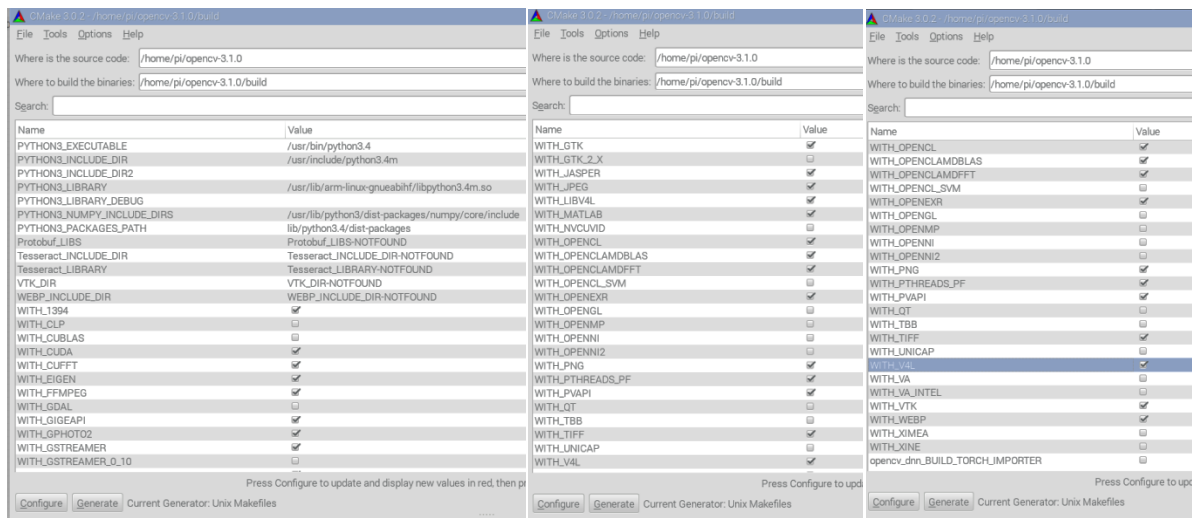 CMake 3.0.2 - /home/pi/opencv-3.1.0/build
File Tools Options Help
Where is the source code: /home/pi/opencv-3.1.0
Where to build the binaries: /home/pi/opencv-3.1.0/build
Search:
Name Value
PYTHON3_EXECUTABLE /usr/bin/python3.4
PYTHON3_INCLUDE_DIR /usr/include/python3.4m
PYTHON3_INCLUDE_DIR2
PYTHON3_LIBRARY /usr/lib/arm-linux-gnueabihf/libpython3.4m.so
PYTHON3_LIBRARY_DEBUG
PYTHON3_NUMPY_INCLUDE_DIRS /usr/lib/python3/dist-packages/numpy/core/include
PYTHON3_PACKAGES_PATH lib/python3.4/dist-packages
Protobuf_LIBS Protobuf_LIBS-NOTFOUND
Tesseract_INCLUDE_DIR Tesseract_INCLUDE_DIR-NOTFOUND
Tesseract_LIBRARY Tesseract_LIBRARY-NOTFOUND
VTK_DIR VTK_DIR-NOTFOUND
WEBP_INCLUDE_DIR WEBP_INCLUDE_DIR-NOTFOUND
WITH_1394
WITH_CLP
WITH_CUBLAS
WITH_CUDA
WITH_CUFFT
WITH_EIGEN
WITH_FFMPEG
WITH_GDAL
WITH_GIGEAPI
WITH_GPHOTO2
WITH_GSTREAMER
WITH_GSTREAMER_0_10
Press Configure to update and display new values in red, then pr
Configure Generate Current Generator: Unix Makefiles
CMake 3.0.2 - /home/pi/opencv-3.1.0/build
File Tools Options Help
Where is the source code: /home/pi/opencv-3.1.0
Where to build the binaries: /home/pi/opencv-3.1.0/build
Search:
Name Value
WITH_GTK
WITH_GTK_2_X
WITH_JASPER
WITH_JPEG
WITH_LIBV4L
WITH_MATLAB
WITH_NVCUVID
WITH_OPENCL
WITH_OPENCLAMDBLAS
WITH_OPENCLAMDFFT
WITH_OPENCL_SVM
WITH_OPENEXR
WITH_OPENGL
WITH_OPENMP
WITH_OPENNI
WITH_OPENNI2
WITH_PNG
WITH_PTHREADS_PF
WITH_PVAPI
WITH_QT
WITH_TBB
WITH_TIFF
WITH_UNICAP
WITH_V4L
Press Configure to upda
Configure Generate Current Generator: Unix Makefiles
CMake 3.0.2 - /home/pi/opencv-3.1.0/build
File Tools Options Help
Where is the source code: /home/pi/opencv-3.1.0
Where to build the binaries: /home/pi/opencv-3.1.0/build
Search:
Name Value
WITH_OPENCL
WITH_OPENCLAMDBLAS
WITH_OPENCLAMDFFT
WITH_OPENCL_SVM
WITH_OPENEXR
WITH_OPENGL
WITH_OPENMP
WITH_OPENNI
WITH_OPENNI2
WITH_PNG
WITH_PTHREADS_PF
WITH_PVAPI
WITH_QT
WITH_TBB
WITH_TIFF
WITH_UNICAP
WITH_V4L
WITH_VA
WITH_VA_INTEL
WITH_VTK
WITH_WEBP
WITH_XIMEA
WITH_XINE
opencv_dnn_BUILD_TORCH_IMPORTER
Press Configure to upd
Configure Generate Current Generator: Unix Makefiles